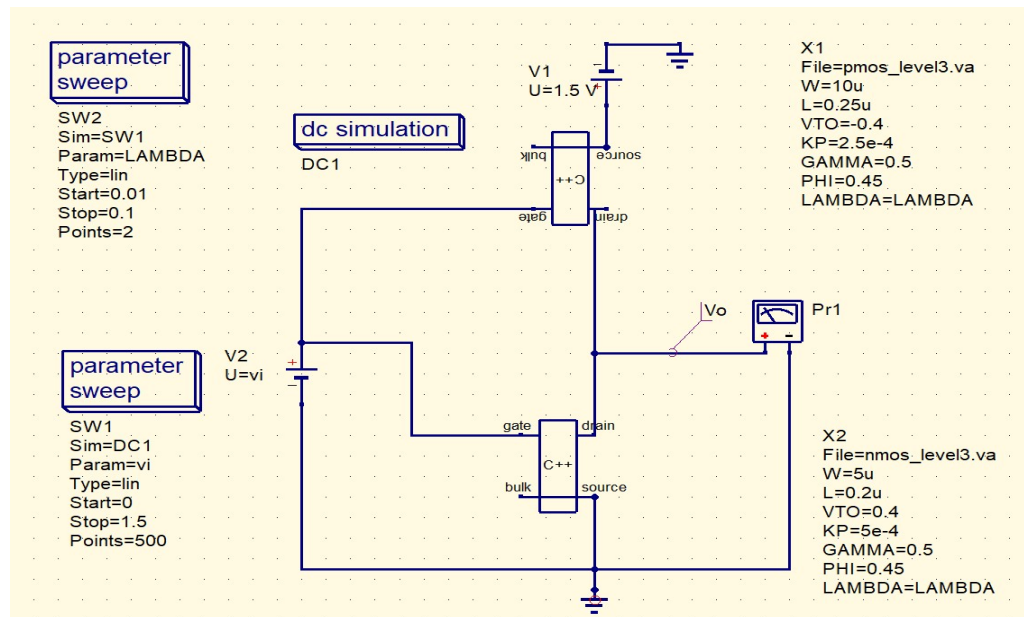 parameter
sweep
SW2
Sim=SW1
Param=LAMBDA
Type=lin
Start=0.01
Stop=0.1
Points=2
dc simulation
DC1
V1
U=1.5 V
bulk
source
C++
gate
drain
X1
File=pmos_level3.va
W=10u
L=0.25u
VTO=-0.4
KP=2.5e-4
GAMMA=0.5
PHI=0.45
LAMBDA=LAMBDA
Vo
Pr1
parameter
sweep
SW1
Sim=DC1
Param=vi
Type=lin
Start=0
Stop=1.5
Points=500
V2
U=vi
gate
drain
C++
bulk
source
X2
File=nmos_level3.va
W=5u
L=0.2u
VTO=0.4
KP=5e-4
GAMMA=0.5
PHI=0.45
LAMBDA=LAMBDA